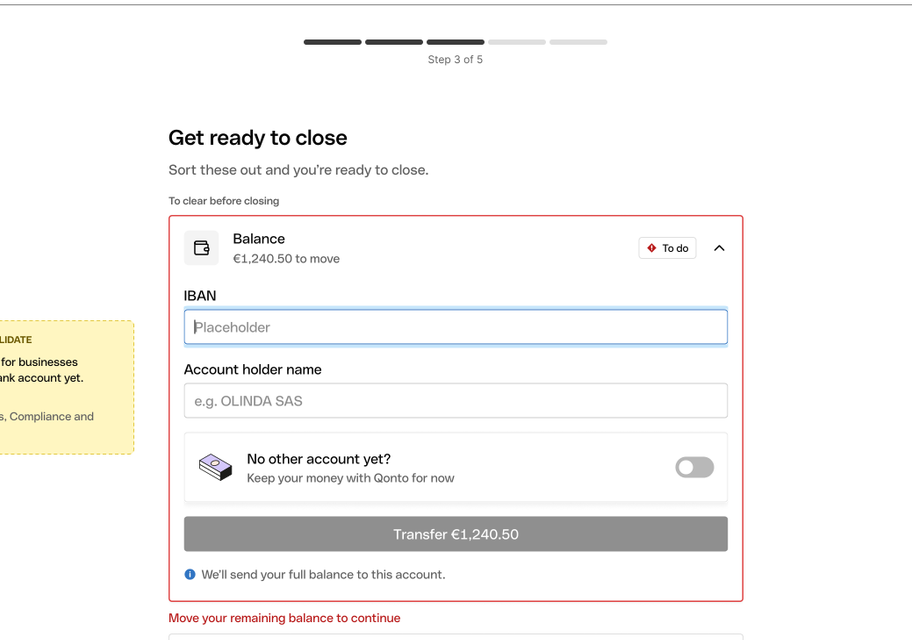 Step 3 of 5
Get ready to close
Sort these out and you're ready to close.
To clear before closing
Balance
€1,240.50 to move
To do
IBAN
Placeholder
LIDATE
for businesses
ank account yet.
s, Compliance and
Account holder name
e.g. OLINDA SAS
No other account yet?
Keep your money with Qonto for now
Transfer €1,240.50
We'll send your full balance to this account.
Move your remaining balance to continue